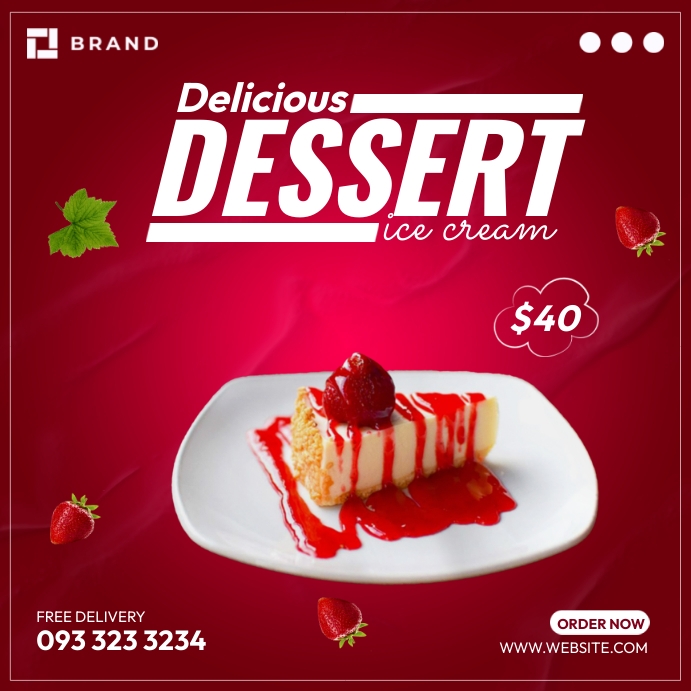 BRAND
Delicious
DESSERT
ice cream
$40
FREE DELIVERY
093 323 3234
ORDER NOW
WWW.WEBSITE.COM